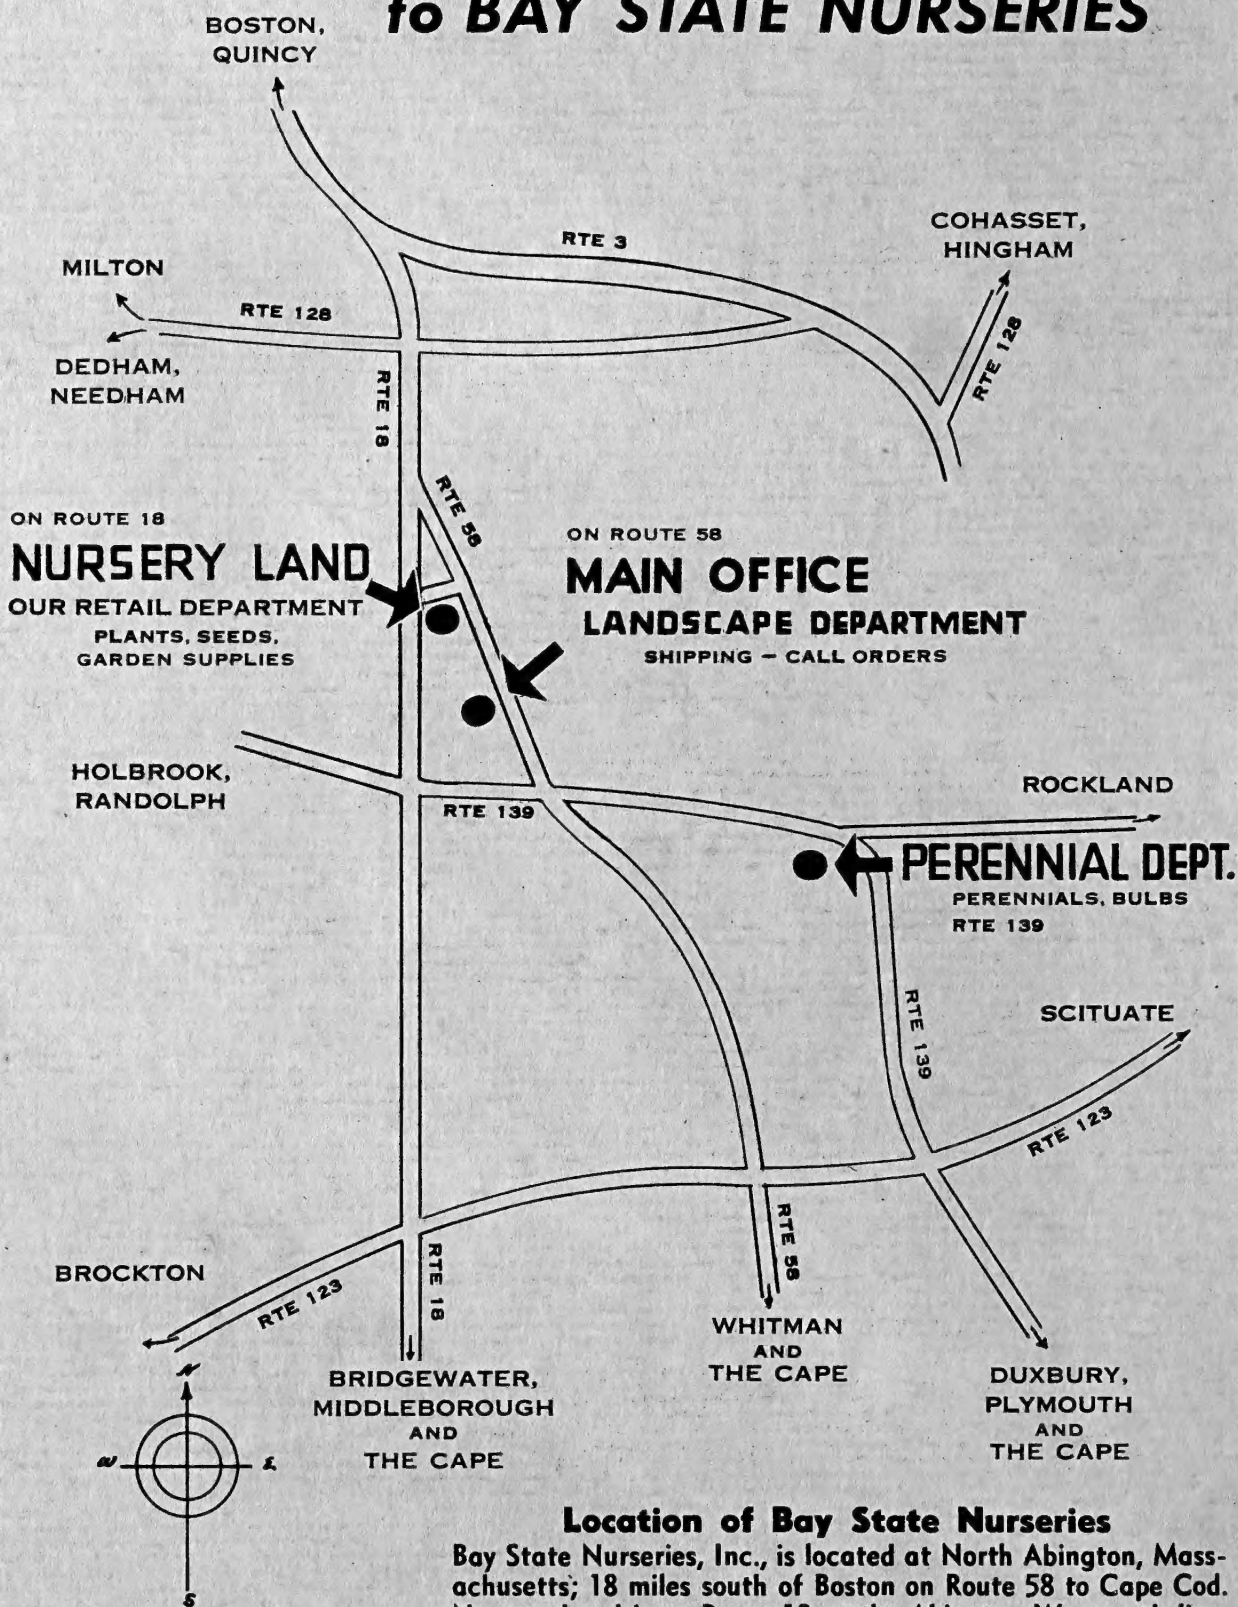 to BAY STATE NURSERIES
BOSTON,
QUINCY
RTE 3
COHASSET,
HINGHAM
MILTON
RTE 128
RTE 128
DEDHAM,
NEEDHAM
RTE 18
RTE 58
ON ROUTE 18
NURSERY LAND
OUR RETAIL DEPARTMENT
PLANTS, SEEDS,
GARDEN SUPPLIES
ON ROUTE 58
MAIN OFFICE
LANDSCAPE DEPARTMENT
SHIPPING — CALL ORDERS
HOLBROOK,
RANDOLPH
RTE 139
ROCKLAND
PERENNIAL DEPT.
PERENNIALS, BULBS
RTE 139
RTE 139
SCITUATE
RTE 123
BROCKTON
RTE 123
RTE 18
RTE 58
WHITMAN
AND
THE CAPE
BRIDGEWATER,
MIDDLEBOROUGH
AND
THE CAPE
DUXBURY,
PLYMOUTH
AND
THE CAPE
N
W
E
S
Location of Bay State Nurseries
Bay State Nurseries, Inc., is located at North Abington, Mass-
achusetts; 18 miles south of Boston on Route 58 to Cape Cod.